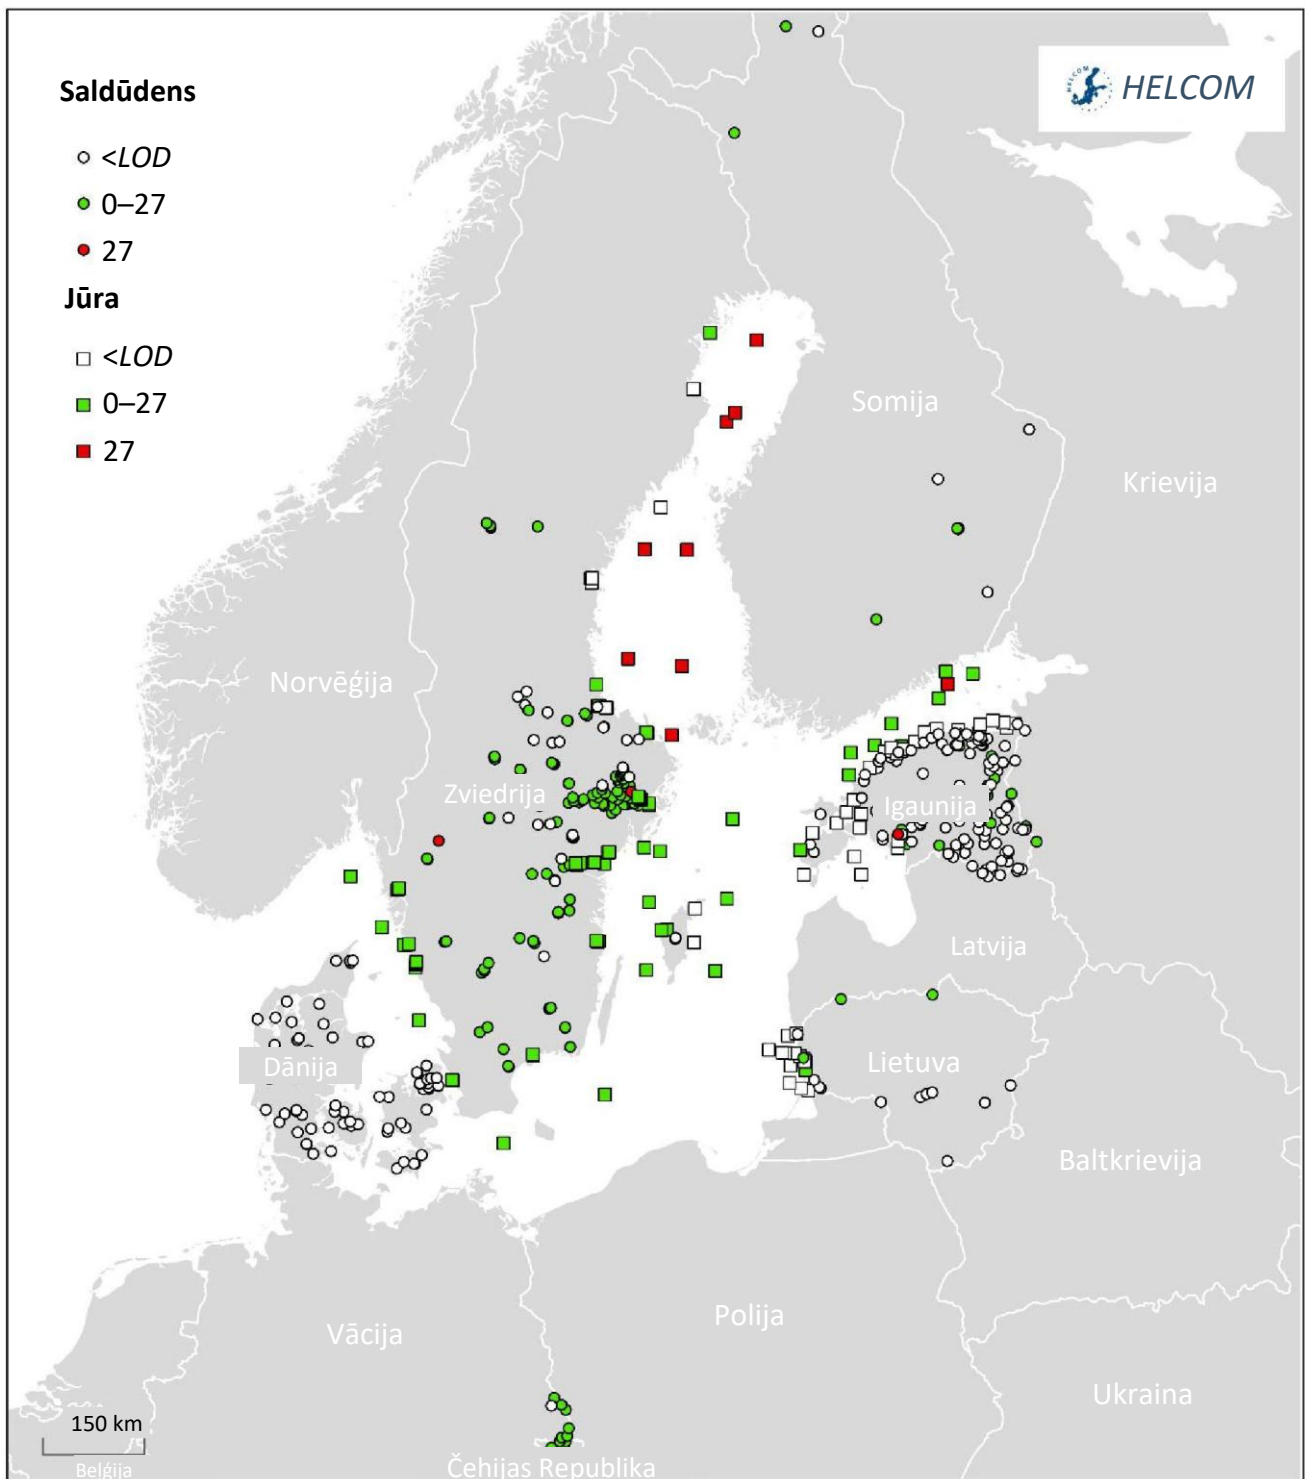 Saldūdens
<LOD
0–27
27
Jūra
<LOD
0–27
27
HELCOM
HELCOM
Somija
Krievija
Norvēģija
Zviedrija
Igaunija
Latvija
Dānija
Lietuva
Baltkrievija
Polija
Vācija
Ukraina
150 km
Čehijas Republika
Beļģija